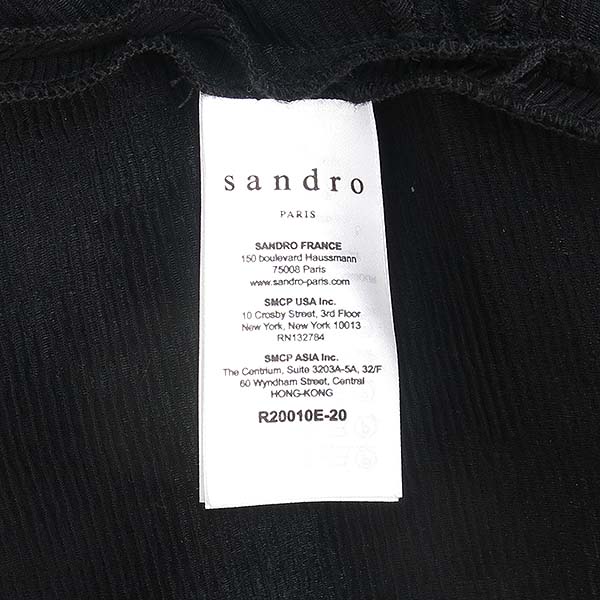 sandro
PARIS
SANDRO FRANCE
150 boulevard Haussmann
75008 Paris
www.sandro-paris.com
SMCP USA Inc.
10 Crosby Street, 3rd Floor
New York, New York 10013
RN132784
SMCP ASIA Inc.
The Centrium, Suite 3203A-5A, 32/F
60 Wyndham Street, Central
HONG-KONG
R20010E-20